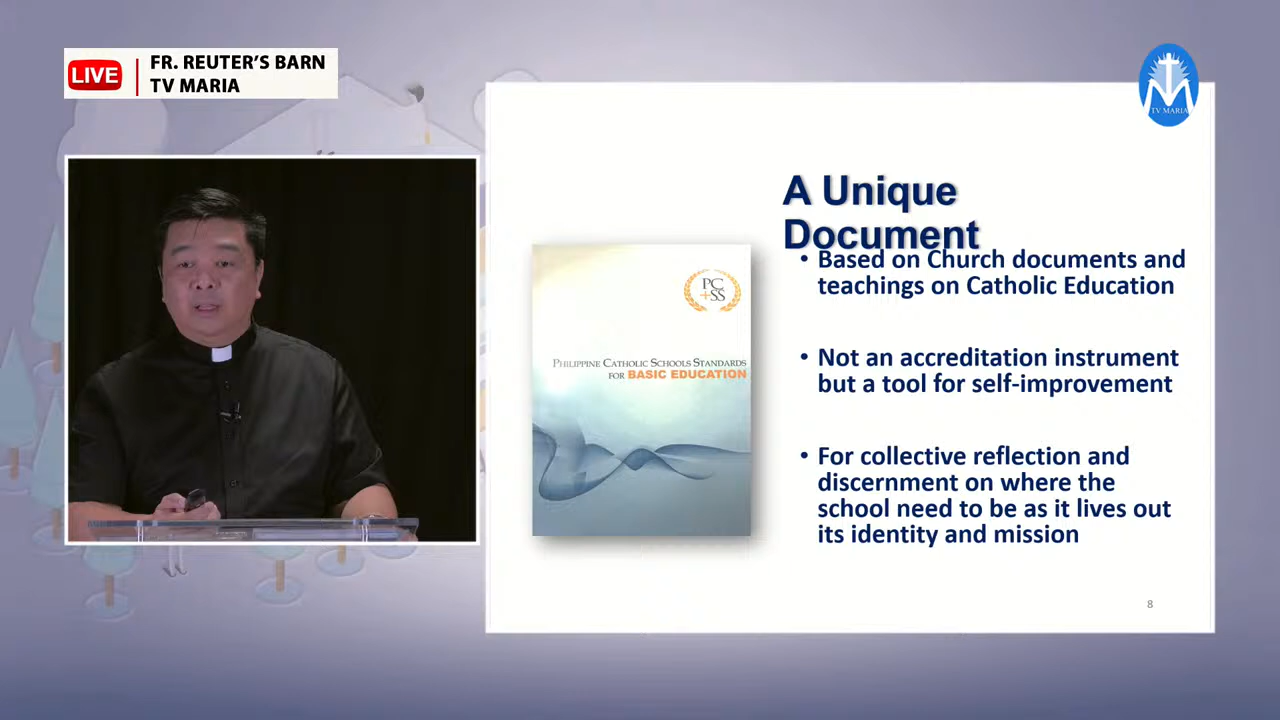 LIVE
FR. REUTER'S BARN
TV MARIA
TV MARIA
A Unique
Document
• Based on Church documents and
teachings on Catholic Education
• Not an accreditation instrument
but a tool for self-improvement
• For collective reflection and
discernment on where the
school need to be as it lives out
its identity and mission
PC
+SS
PHILIPPINE CATHOLIC SCHOOLS STANDARDS
FOR BASIC EDUCATION
8